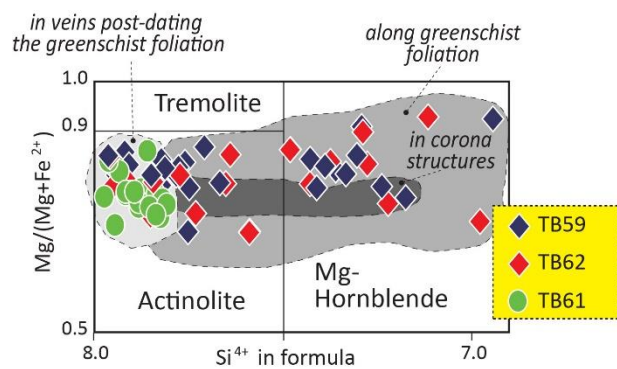 in veins post-dating
the greenschist foliation
along greenschist
foliation
1.0
Tremolite
0.9
in corona
structures
Mg/(Mg+Fe²⁺)
TB59
TB62
TB61
Actinolite
Mg-
Hornblende
0.5
8.0
Si⁴⁺ in formula
7.0